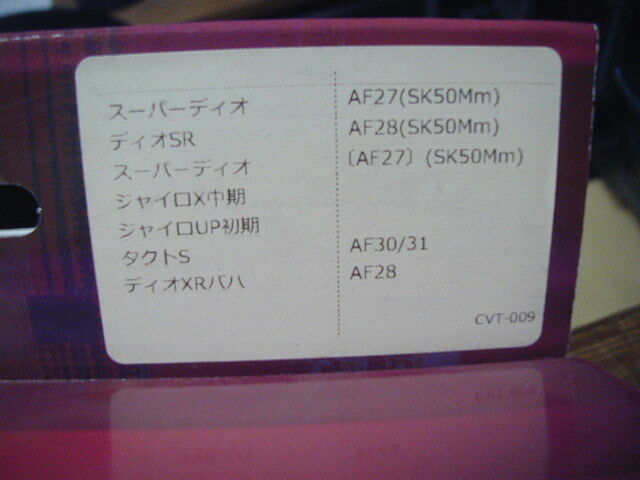 スーパーディオ AF27(SK50Mm)
ディオSR AF28(SK50Mm)
スーパーディオ 〔AF27〕(SK50Mm)
ジャイロX中期
ジャイロUP初期
タクトS AF30/31
ディオXRバハ AF28
CVT-009